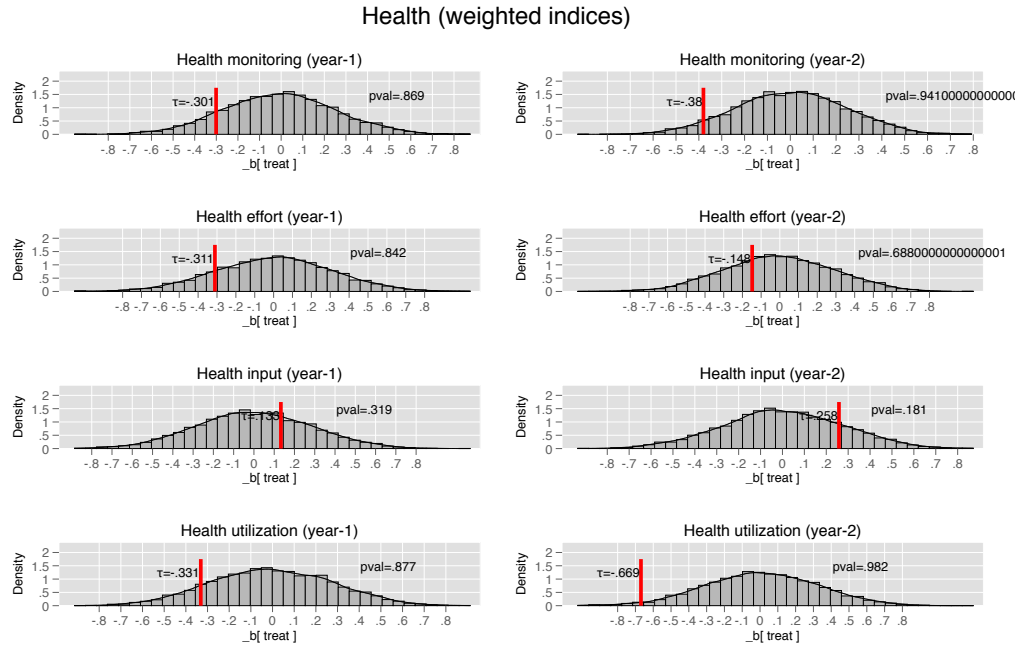 Health (weighted indices)
Health monitoring (year-1)
Density
2
1.5
1
.5
0
τ=-.301
pval=.869
-.8 -.7 -.6 -.5 -.4 -.3 -.2 -.1 0 .1 .2 .3 .4 .5 .6 .7 .8
_b[ treat ]
Health monitoring (year-2)
Density
2
1.5
1
.5
0
τ=-.38
pval=.94100000000000
-.8 -.7 -.6 -.5 -.4 -.3 -.2 -.1 0 .1 .2 .3 .4 .5 .6 .7 .8
_b[ treat ]
Health effort (year-1)
Density
2
1.5
1
.5
0
τ=-.311
pval=.842
-.8 -.7 -.6 -.5 -.4 -.3 -.2 -.1 0 .1 .2 .3 .4 .5 .6 .7 .8
_b[ treat ]
Health effort (year-2)
Density
2
1.5
1
.5
0
τ=-.148
pval=.6880000000000001
-.8 -.7 -.6 -.5 -.4 -.3 -.2 -.1 0 .1 .2 .3 .4 .5 .6 .7 .8
_b[ treat ]
Health input (year-1)
Density
2
1.5
1
.5
0
τ=.133
pval=.319
-.8 -.7 -.6 -.5 -.4 -.3 -.2 -.1 0 .1 .2 .3 .4 .5 .6 .7 .8
_b[ treat ]
Health input (year-2)
Density
2
1.5
1
.5
0
τ=.258
pval=.181
-.8 -.7 -.6 -.5 -.4 -.3 -.2 -.1 0 .1 .2 .3 .4 .5 .6 .7 .8
_b[ treat ]
Health utilization (year-1)
Density
2
1.5
1
.5
0
τ=-.331
pval=.877
-.8 -.7 -.6 -.5 -.4 -.3 -.2 -.1 0 .1 .2 .3 .4 .5 .6 .7 .8
_b[ treat ]
Health utilization (year-2)
Density
2
1.5
1
.5
0
τ=-.669
pval=.982
-.8 -.7 -.6 -.5 -.4 -.3 -.2 -.1 0 .1 .2 .3 .4 .5 .6 .7 .8
_b[ treat ]